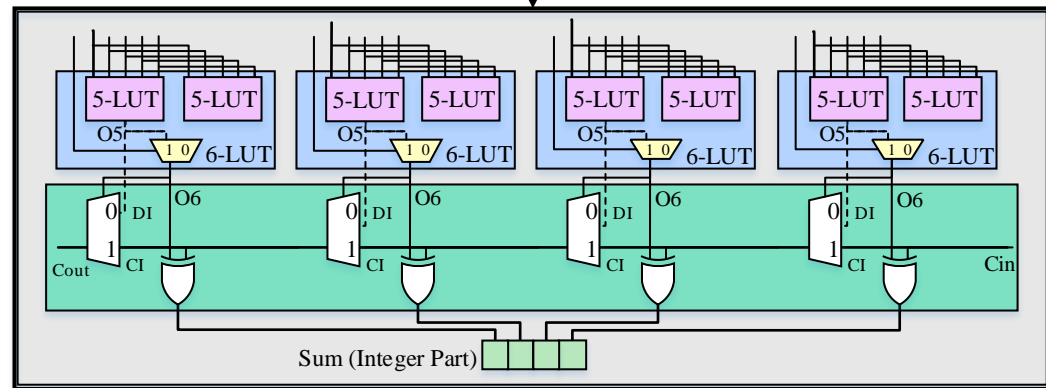 5-LUT 5-LUT 5-LUT 5-LUT 5-LUT 5-LUT 5-LUT 5-LUT
O5 1 0 6-LUT O5 1 0 6-LUT O5 1 0 6-LUT O5 1 0 6-LUT
0 DI O6 0 DI O6 0 DI O6 0 DI O6
1 1 1 1
Cout CI CI CI CI Cin
Sum (Integer Part)